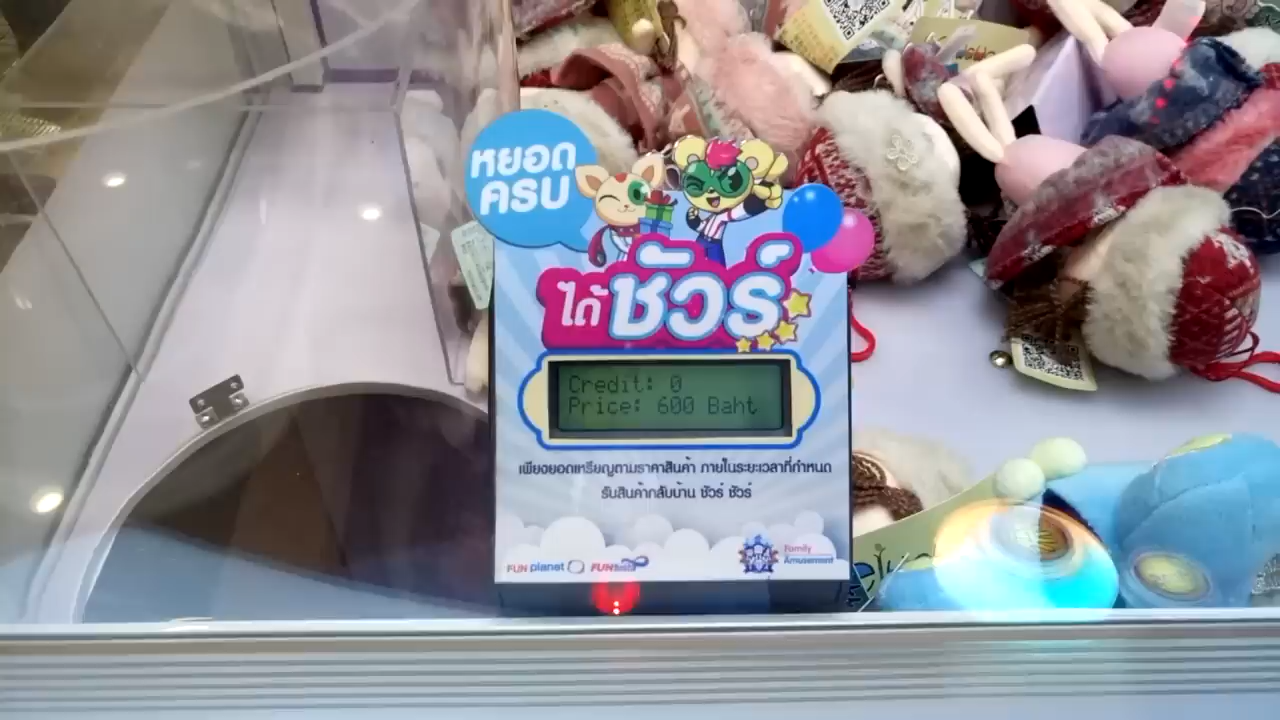 หยอด
ครบ
ได้ ชัวร์
Credit: 0
Price: 600 Baht
เพียงหยอดเหรียญตามราคาสินค้า ภายในระยะเวลาที่กำหนด
รับสินค้ากลับบ้าน ชัวร์ ชัวร์
FUN planet
FUN
Family
Amusement